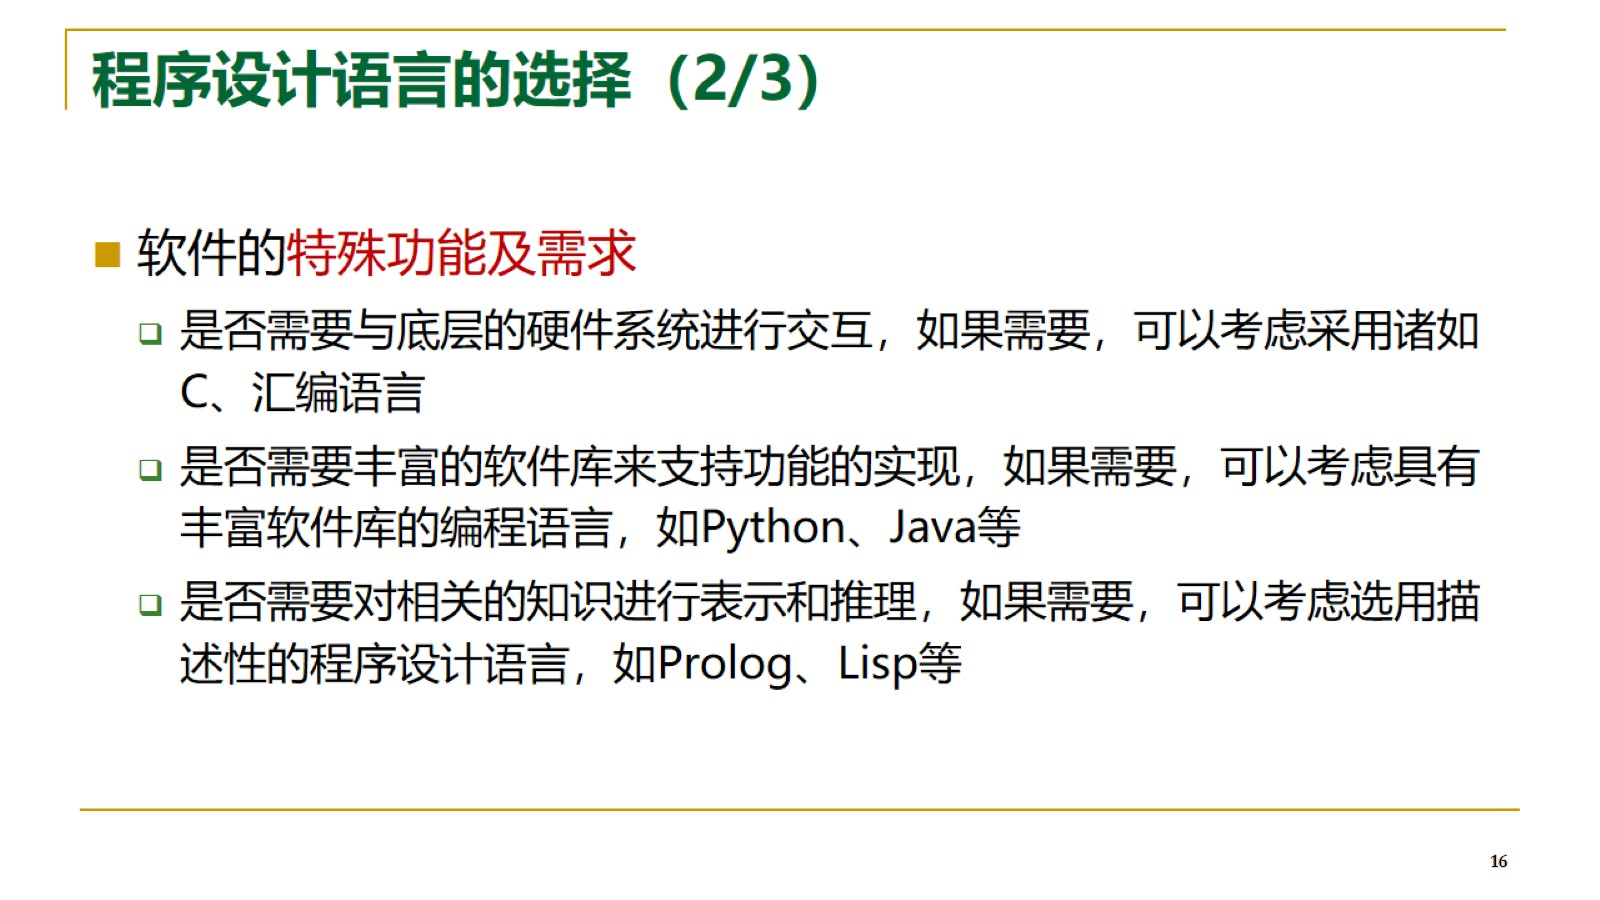 程序设计语言的选择（2/3）
软件的特殊功能及需求
是否需要与底层的硬件系统进行交互，如果需要，可以考虑采用诸如
C、汇编语言
是否需要丰富的软件库来支持功能的实现，如果需要，可以考虑具有
丰富软件库的编程语言，如Python、Java等
是否需要对相关的知识进行表示和推理，如果需要，可以考虑选用描
述性的程序设计语言，如Prolog、Lisp等
16